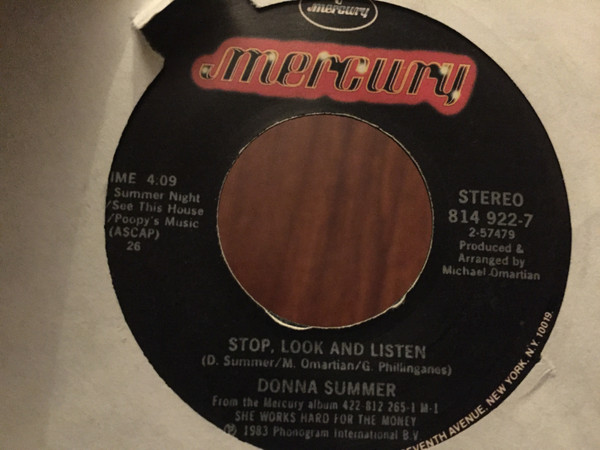 mercury
mercury
IME 4:09
Summer Night
/See This House
/Poopy's Music
(ASCAP)
26
STEREO
814 922-7
2-57479
Produced &
Arranged by
Michael Omartian
STOP, LOOK AND LISTEN
(D. Summer/M. Omartian/G. Phillinganes)
DONNA SUMMER
From the Mercury album 422-812 265-1 M-1
SHE WORKS HARD FOR THE MONEY
℗ 1983 Phonogram International B.V.
EVENTH AVENUE, NEW YORK, N.Y. 10019.